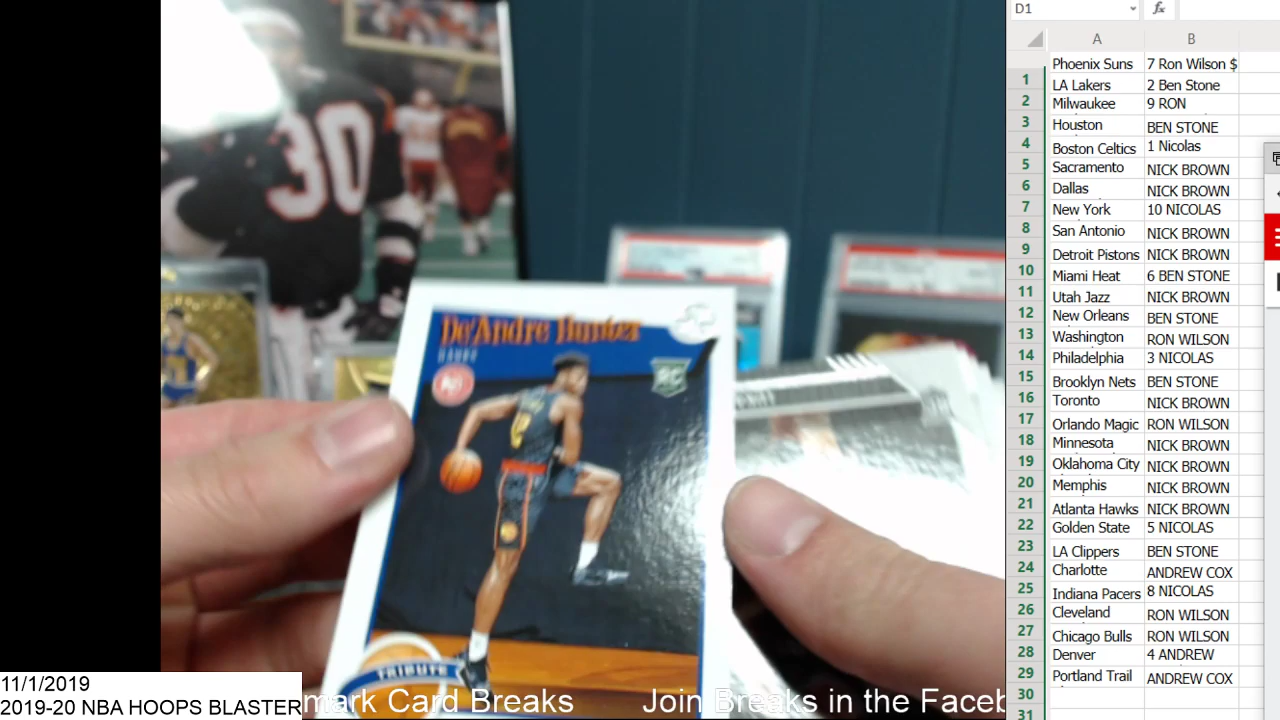 D1
fx
A B
Phoenix Suns 7 Ron Wilson $
1 LA Lakers 2 Ben Stone
2 Milwaukee 9 RON
3 Houston BEN STONE
4 Boston Celtics 1 Nicolas
5 Sacramento NICK BROWN
6 Dallas NICK BROWN
7 New York 10 NICOLAS
8 San Antonio NICK BROWN
9 Detroit Pistons NICK BROWN
10 Miami Heat 6 BEN STONE
11 Utah Jazz NICK BROWN
12 New Orleans BEN STONE
13 Washington RON WILSON
14 Philadelphia 3 NICOLAS
15 Brooklyn Nets BEN STONE
16 Toronto NICK BROWN
17 Orlando Magic RON WILSON
18 Minnesota NICK BROWN
19 Oklahoma City NICK BROWN
20 Memphis NICK BROWN
21 Atlanta Hawks NICK BROWN
22 Golden State 5 NICOLAS
23 LA Clippers BEN STONE
24 Charlotte ANDREW COX
25 Indiana Pacers 8 NICOLAS
26 Cleveland RON WILSON
27 Chicago Bulls RON WILSON
28 Denver 4 ANDREW
29 Portland Trail ANDREW COX
30
31
30
De'Andre Hunter
HAWKS
RC
TRIBUTE
11/1/2019
2019-20 NBA HOOPS BLASTER
mark Card Breaks Join Breaks in the Faceb